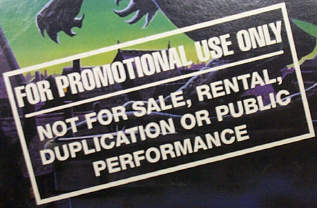 FOR PROMOTIONAL USE ONLY
NOT FOR SALE, RENTAL,
DUPLICATION OR PUBLIC
PERFORMANCE